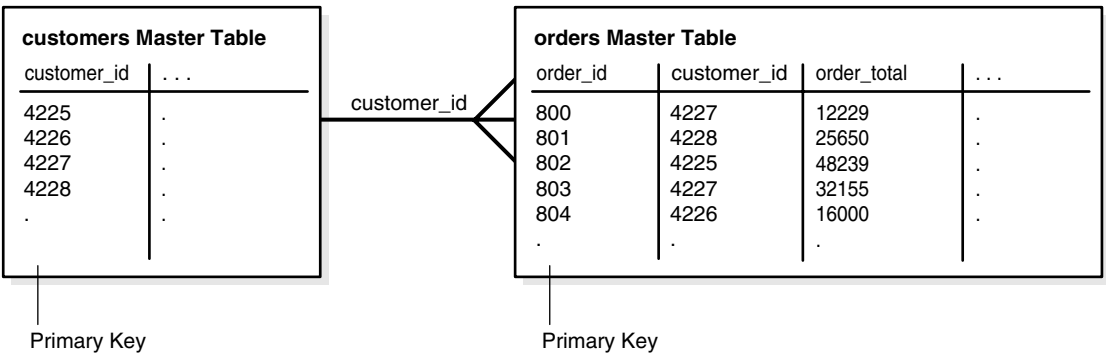 customers Master Table
customer_id . . .
4225 .
4226 .
4227 .
4228 .
. .
customer_id
orders Master Table
order_id customer_id order_total . . .
800 4227 12229 .
801 4228 25650 .
802 4225 48239 .
803 4227 32155 .
804 4226 16000 .
. . .
Primary Key
Primary Key